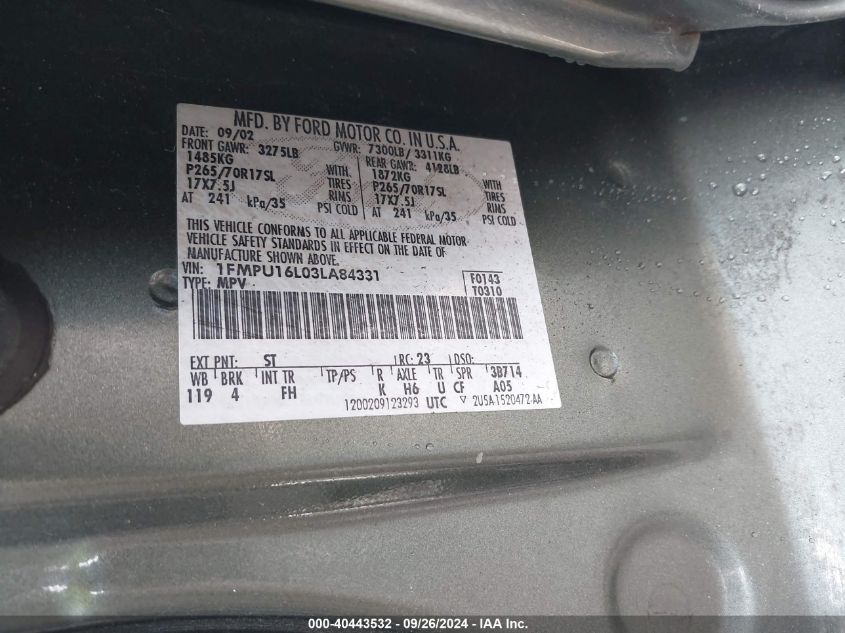 MFD. BY FORD MOTOR CO. IN U.S.A.
DATE: 09/02 GVWR: 7300LB/ 3311KG
FRONT GAWR: 3275LB REAR GAWR: 4128LB
1485KG WITH 1872KG WITH
P265/70R17SL TIRES P265/70R17SL TIRES
17X7.5J RIMS 17X7.5J RIMS
AT 241 kPa/35 PSI COLD AT 241 kPa/35 PSI COLD
THIS VEHICLE CONFORMS TO ALL APPLICABLE FEDERAL MOTOR
VEHICLE SAFETY STANDARDS IN EFFECT ON THE DATE OF
MANUFACTURE SHOWN ABOVE.
VIN: 1FMPU16L03LA84331 F0143
TYPE: MPV T0310
EXT PNT: ST RC: 23 DSO:
WB BRK INT TR TP/PS R AXLE TR SPR 3B714
119 4 FH K H6 U CF A05
1200209123293 UTC 2U5A1520472AA
000-40443532 - 09/26/2024 - IAA Inc.